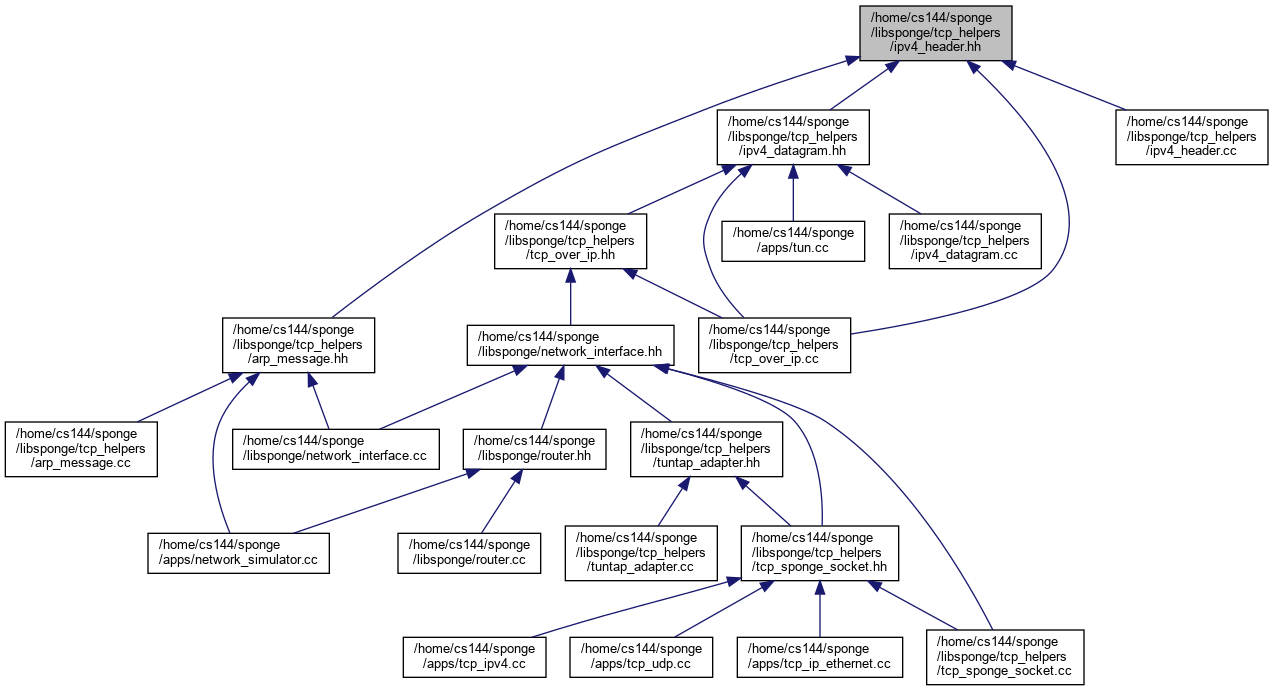 /home/cs144/sponge
/libsponge/tcp_helpers
/ipv4_header.hh
/home/cs144/sponge
/libsponge/tcp_helpers
/ipv4_datagram.hh
/home/cs144/sponge
/libsponge/tcp_helpers
/ipv4_header.cc
/home/cs144/sponge
/libsponge/tcp_helpers
/tcp_over_ip.hh
/home/cs144/sponge
/apps/tun.cc
/home/cs144/sponge
/libsponge/tcp_helpers
/ipv4_datagram.cc
/home/cs144/sponge
/libsponge/tcp_helpers
/arp_message.hh
/home/cs144/sponge
/libsponge/network_interface.hh
/home/cs144/sponge
/libsponge/tcp_helpers
/tcp_over_ip.cc
/home/cs144/sponge
/libsponge/tcp_helpers
/arp_message.cc
/home/cs144/sponge
/libsponge/network_interface.cc
/home/cs144/sponge
/libsponge/router.hh
/home/cs144/sponge
/libsponge/tcp_helpers
/tuntap_adapter.hh
/home/cs144/sponge
/apps/network_simulator.cc
/home/cs144/sponge
/libsponge/router.cc
/home/cs144/sponge
/libsponge/tcp_helpers
/tuntap_adapter.cc
/home/cs144/sponge
/libsponge/tcp_helpers
/tcp_sponge_socket.hh
/home/cs144/sponge
/apps/tcp_ipv4.cc
/home/cs144/sponge
/apps/tcp_udp.cc
/home/cs144/sponge
/apps/tcp_ip_ethernet.cc
/home/cs144/sponge
/libsponge/tcp_helpers
/tcp_sponge_socket.cc